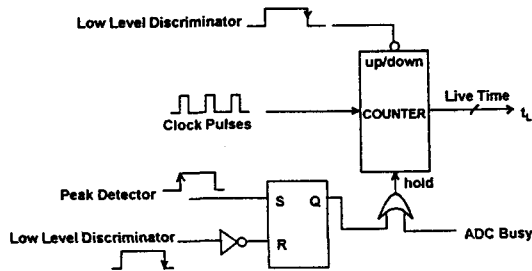 Low Level Discriminator
up/down
Live Time
Clock Pulses
COUNTER
tL
hold
Peak Detector
S Q
ADC Busy
Low Level Discriminator
R